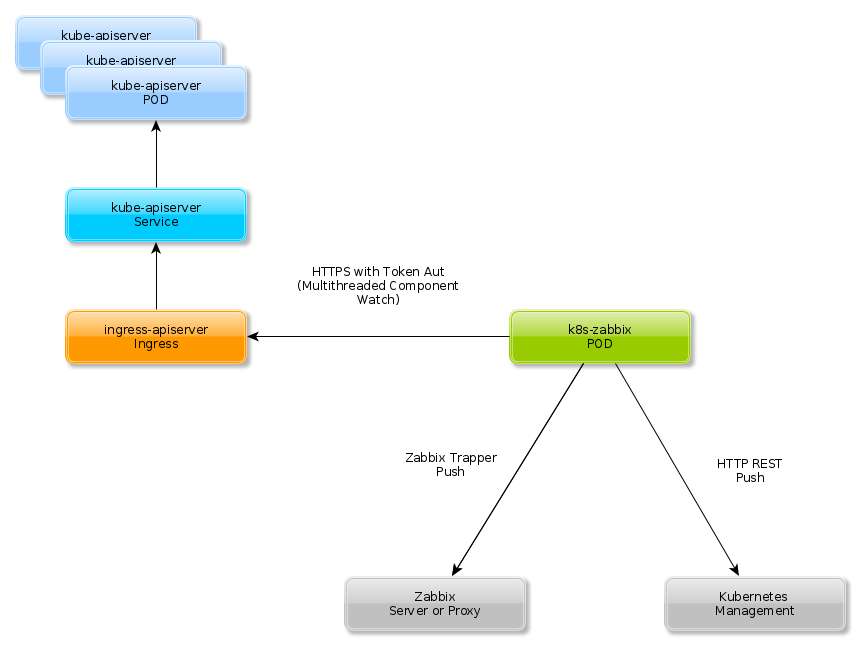 kube-apiserver
kube-apiserver
kube-apiserver
POD
kube-apiserver
Service
HTTPS with Token Aut
(Multithreaded Component
Watch)
ingress-apiserver
Ingress
k8s-zabbix
POD
Zabbix Trapper
Push
HTTP REST
Push
Zabbix
Server or Proxy
Kubernetes
Management